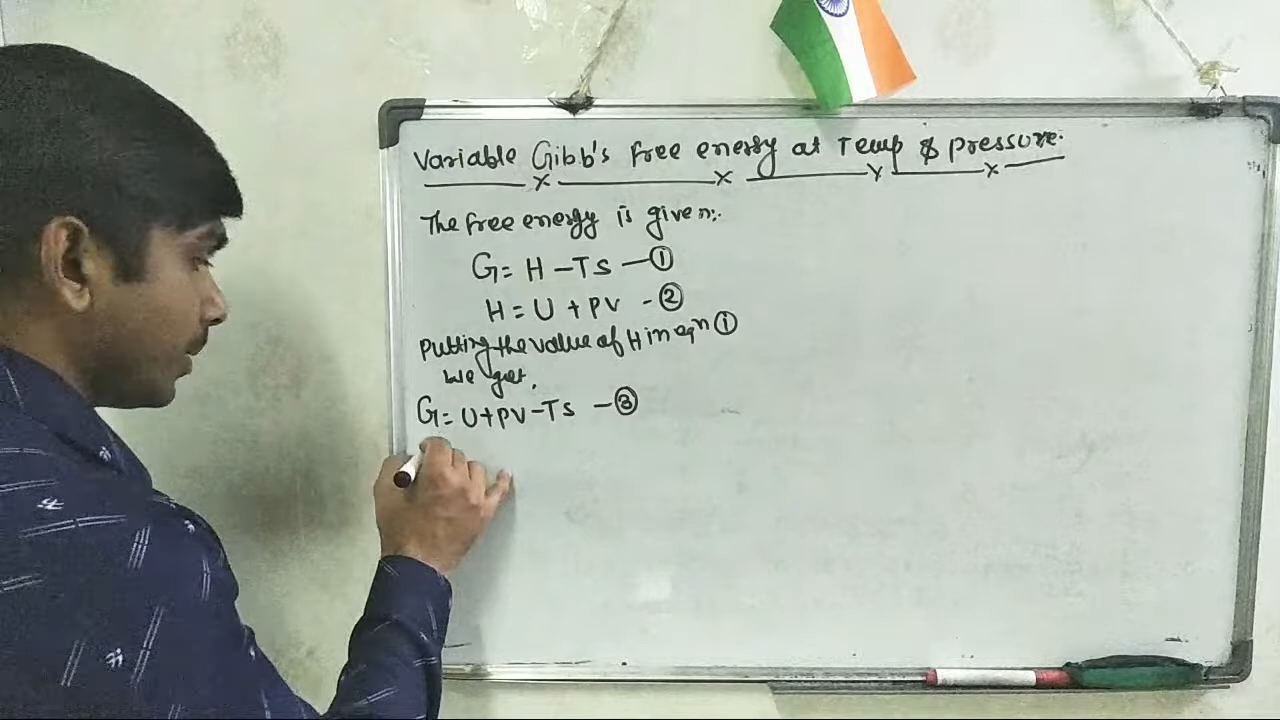 Variable Gibb's free energy at Temp & pressure.
The free energy is given:.
G = H - TS - ①
H = U + PV - ②
Putting the value of H in eqn ①
we get,
G = U + PV - TS - ③